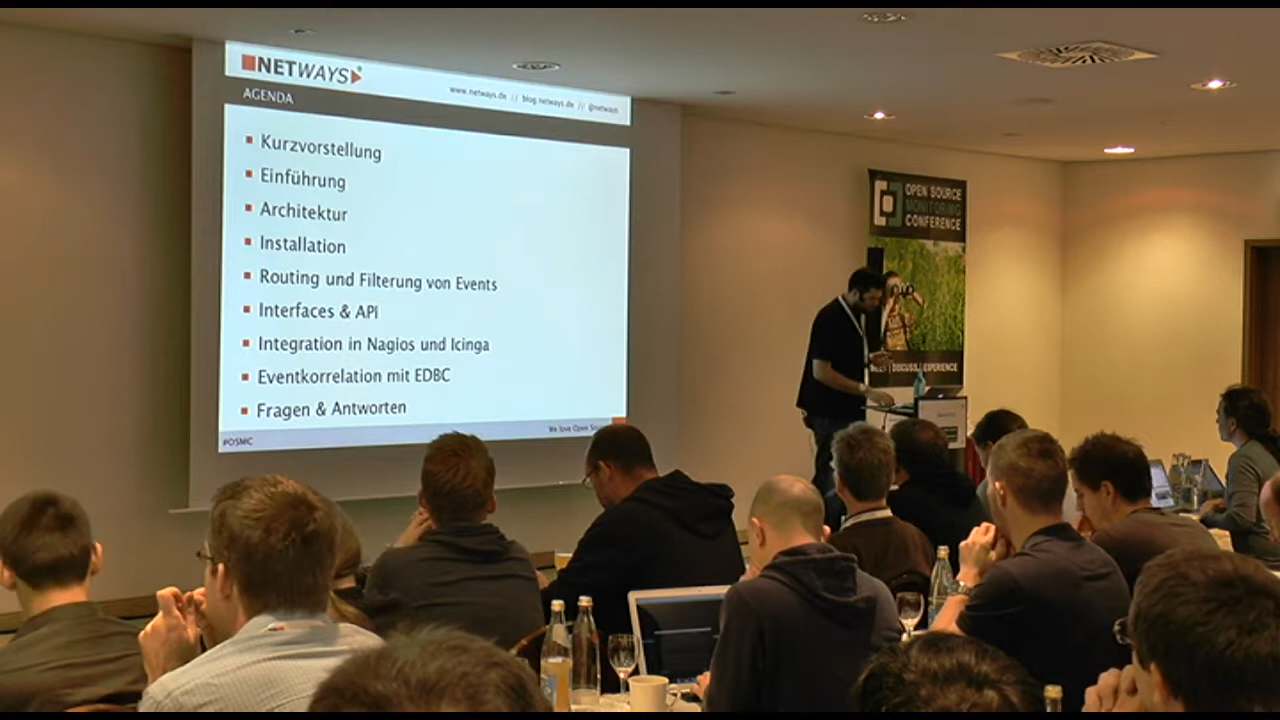 NETWAYS
www.netways.de // blog.netways.de // @netways
AGENDA
Kurzvorstellung
Einführung
Architektur
Installation
Routing und Filterung von Events
Interfaces & API
Integration in Nagios und Icinga
Eventkorrelation mit EDBC
Fragen & Antworten
#OSMC
We love Open
OPEN SOURCE
MONITORING
CONFERENCE
DISCUSS EXPERIENCE